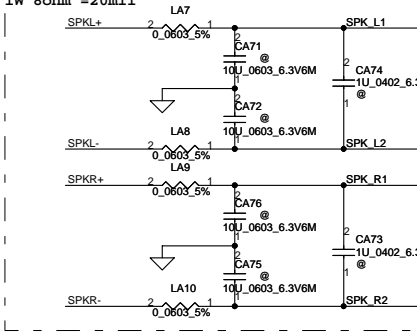 1W 8ohm =20mil
LA7
SPKL+ 2 1 SPK_L1
0_0603_5%
2
CA71
@
10U_0603_6.3V6M
1
2
CA74
1U_0402_6.3
@
1
2
CA72
@
10U_0603_6.3V6M
1
LA8
SPKL- 2 1 SPK_L2
0_0603_5%
LA9
SPKR+ 2 1 SPK_R1
0_0603_5%
2
CA76
@
10U_0603_6.3V6M
1
2
CA73
1U_0402_6.3
@
1
2
CA75
@
10U_0603_6.3V6M
1
LA10
SPKR- 2 1 SPK_R2
0_0603_5%